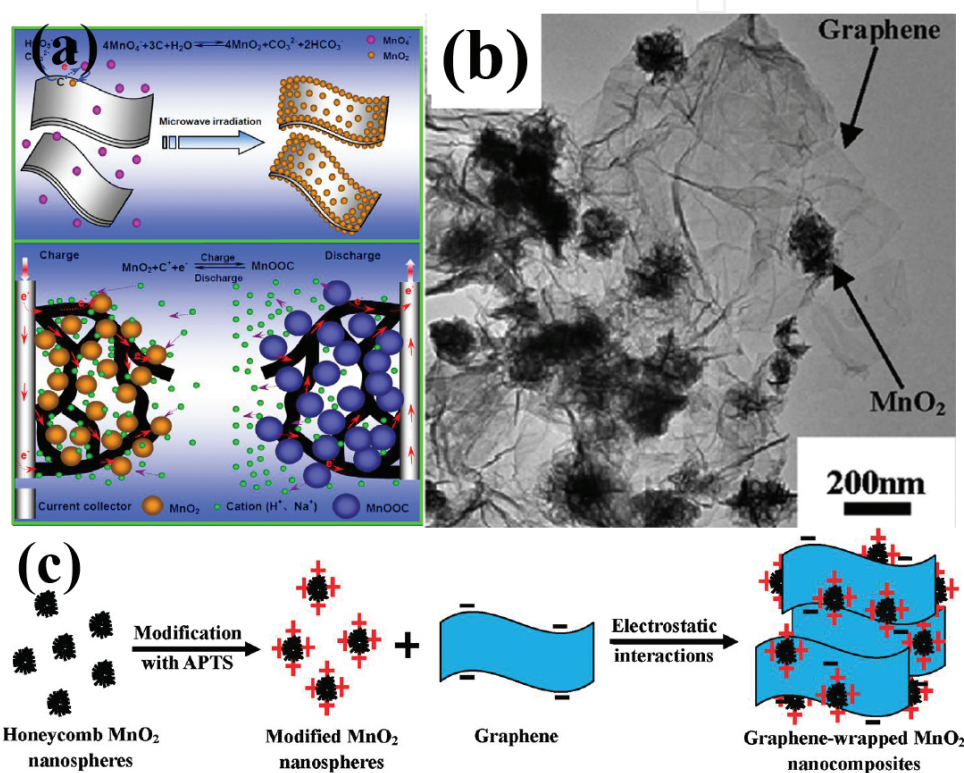 (a)
4MnO₄⁻+3C+H₂O ⇌ 4MnO₂+CO₃²⁻+2HCO₃⁻
MnO₄⁻
MnO₂
e
C
Microwave irradiation
Charge
MnO₂+C⁺+e⁻
Charge
Discharge
MnOOC
Discharge
e⁻
e⁻
e
e
e
Current collector
MnO₂
Cation (H⁺、Na⁺)
MnOOC
(b)
Graphene
MnO₂
200nm
(c)
Modification
with APTS
+
Electrostatic
interactions
Honeycomb MnO₂
nanospheres
Modified MnO₂
nanospheres
Graphene
Graphene-wrapped MnO₂
nanocomposites